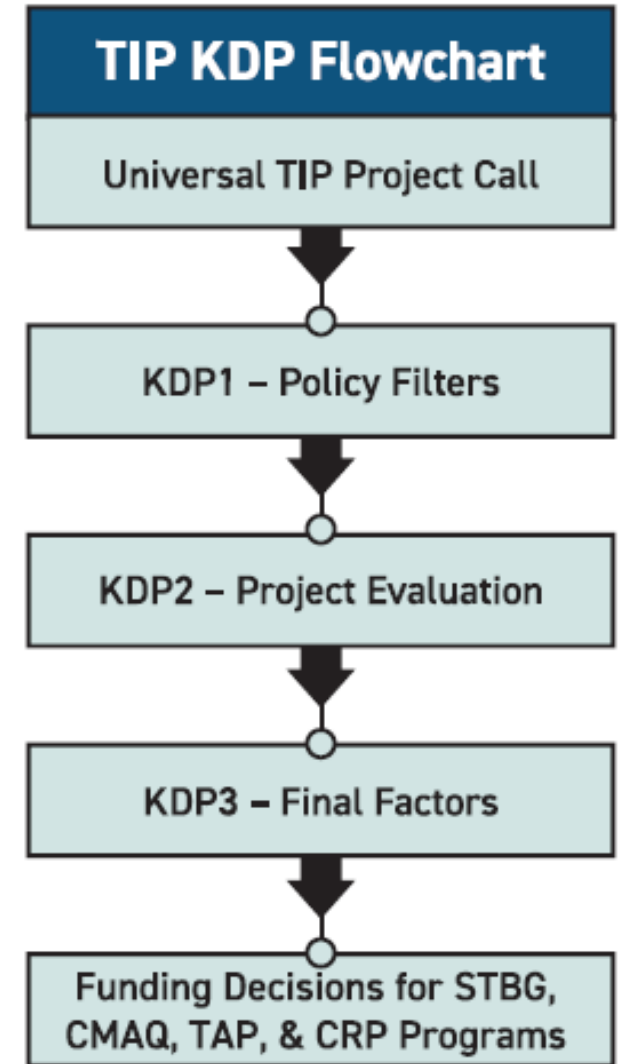 TIP KDP Flowchart
Universal TIP Project Call
KDP1 – Policy Filters
KDP2 – Project Evaluation
KDP3 – Final Factors
Funding Decisions for STBG,
CMAQ, TAP, & CRP Programs